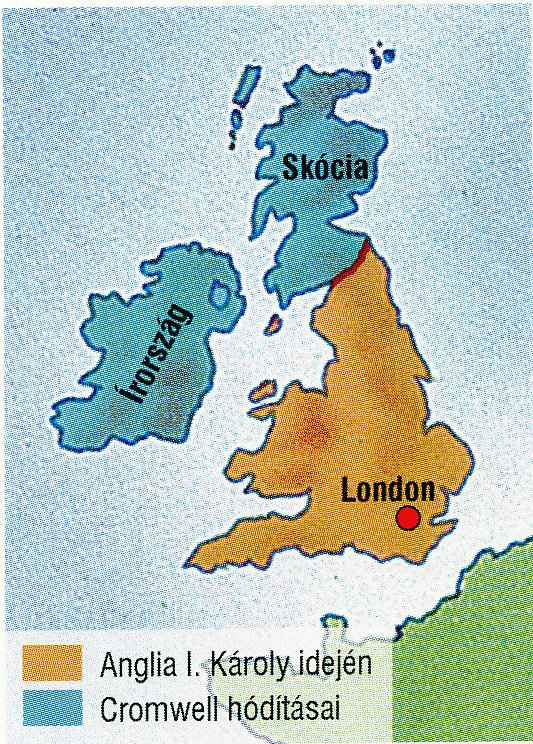 Skócia
Írország
London
Anglia I. Károly idején
Cromwell hódításai